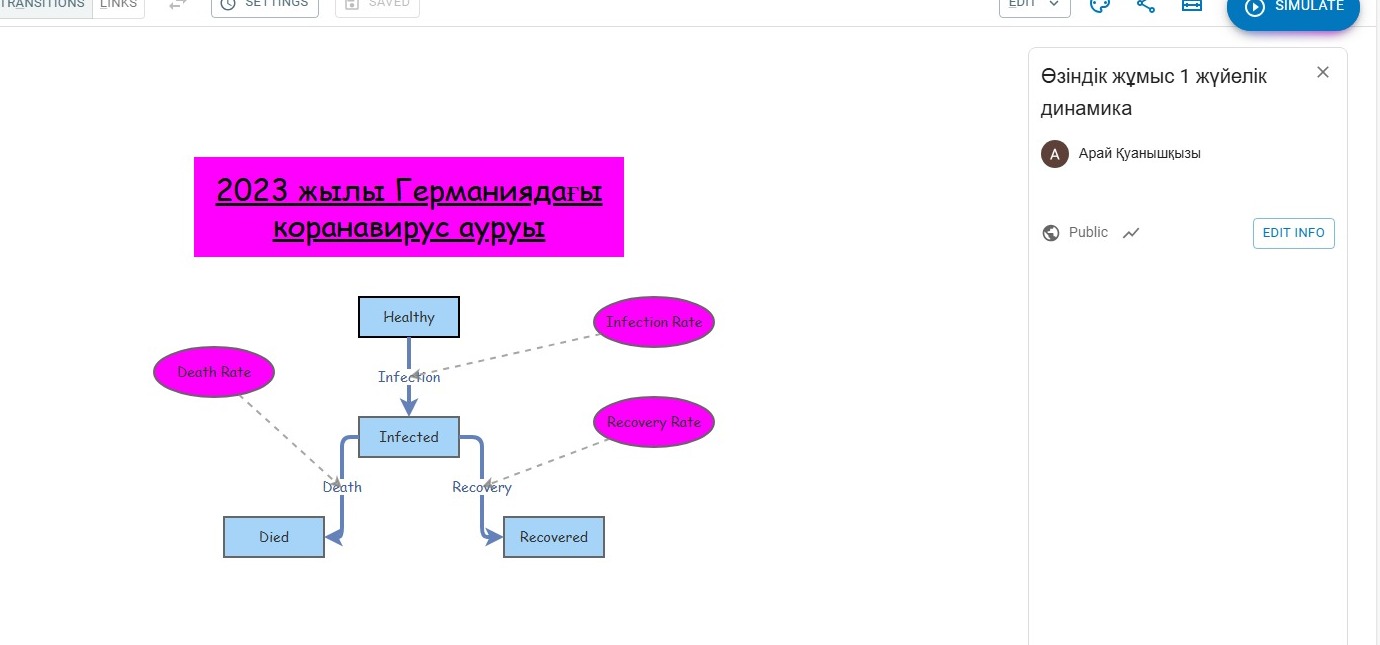 TRANSITIONS LINKS SETTINGS SAVED EDIT SIMULATE
Өзіндік жұмыс 1 жүйелік
динамика
А Арай Қуанышқызы
Public EDIT INFO
2023 жылы Германиядағы
коранавирус ауруы
Healthy
Infection Rate
Death Rate
Infection
Recovery Rate
Infected
Death Recovery
Died Recovered